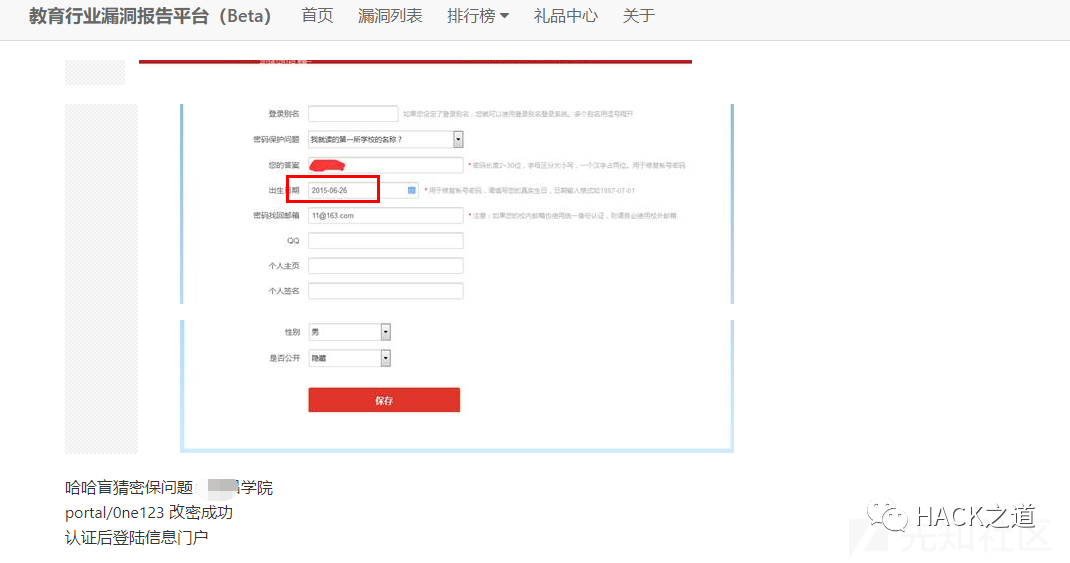 教育行业漏洞报告平台（Beta） 首页 漏洞列表 排行榜 礼品中心 关于
登录别名 如果您设定了登录别名，您就可以使用登录别名登录系统。多个别名用逗号隔开
密码保护问题 我就读的第一所学校的名称？
您的答案 * 密码长度2~30位，字母区分大小写，一个汉字占两位。用于修复帐号密码
出生日期 2015-06-26 * 用于修复帐号密码，请填写您的真实生日，日期输入格式如1987-07-01
密码找回邮箱 11@163.com * 注意：如果您的校内邮箱也使用统一身份认证，则请务必使用校外邮箱
QQ
个人主页
个人签名
性别 男
是否公开 隐藏
保存
哈哈盲猜密保问题 学院
portal/0ne123 改密成功
认证后登陆信息门户
HACK之道
先知社区